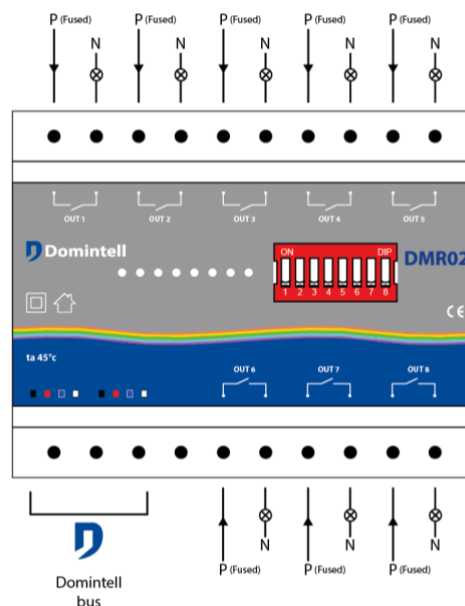 P (Fused) N P (Fused) N P (Fused) N P (Fused) N P (Fused) N
OUT 1 OUT 2 OUT 3 OUT 4 OUT 5
Domintell
ON DIP
DMR02
1 2 3 4 5 6 7 8
CE
ta 45°c
OUT 6 OUT 7 OUT 8
N N N
P (Fused) P (Fused) P (Fused)
Domintell
bus